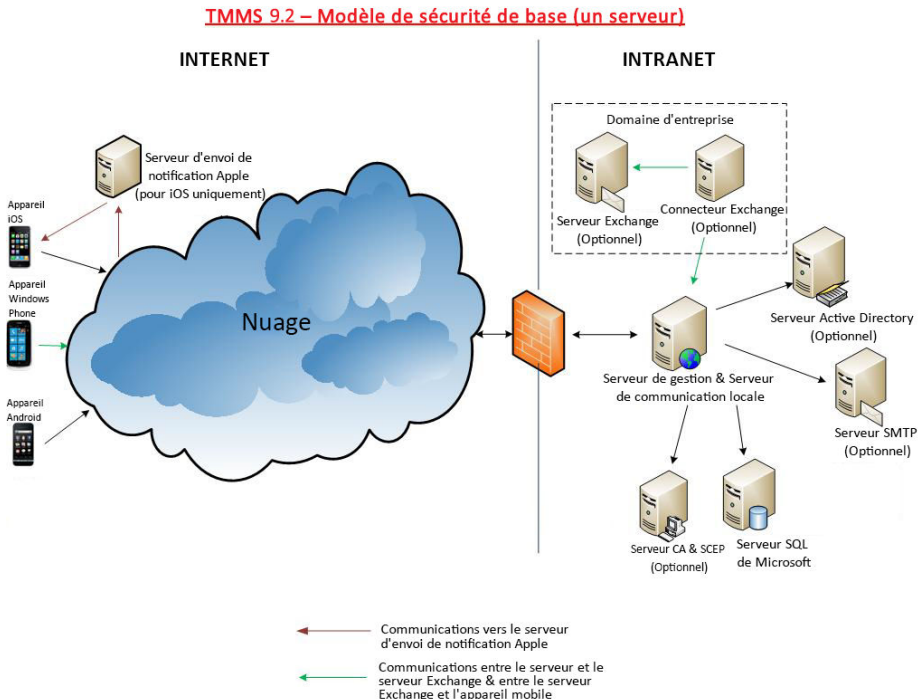 TMMS 9.2 – Modèle de sécurité de base (un serveur)
INTERNET
INTRANET
Domaine d'entreprise
Serveur d'envoi de
notification Apple
(pour iOS uniquement)
Serveur Exchange
(Optionnel)
Connecteur Exchange
(Optionnel)
Appareil
iOS
Appareil
Windows
Phone
Appareil
Android
Nuage
Serveur Active Directory
(Optionnel)
Serveur de gestion & Serveur
de communication locale
Serveur SMTP
(Optionnel)
Serveur CA & SCEP
(Optionnel)
Serveur SQL
de Microsoft
Communications vers le serveur
d'envoi de notification Apple
Communications entre le serveur et le
serveur Exchange & entre le serveur
Exchange et l'appareil mobile